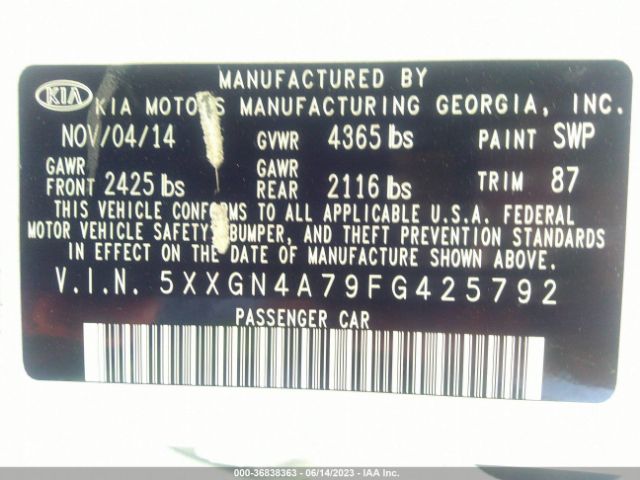 MANUFACTURED BY
KIA KIA MOTORS MANUFACTURING GEORGIA, INC.
NOV/04/14 GVWR 4365 lbs PAINT SWP
GAWR FRONT 2425 lbs GAWR REAR 2116 lbs TRIM 87
THIS VEHICLE CONFORMS TO ALL APPLICABLE U.S.A. FEDERAL
MOTOR VEHICLE SAFETY, BUMPER, AND THEFT PREVENTION STANDARDS
IN EFFECT ON THE DATE OF MANUFACTURE SHOWN ABOVE.
V.I.N. 5XXGN4A79FG425792
PASSENGER CAR
000-36838363 - 06/14/2023 - IAA Inc.